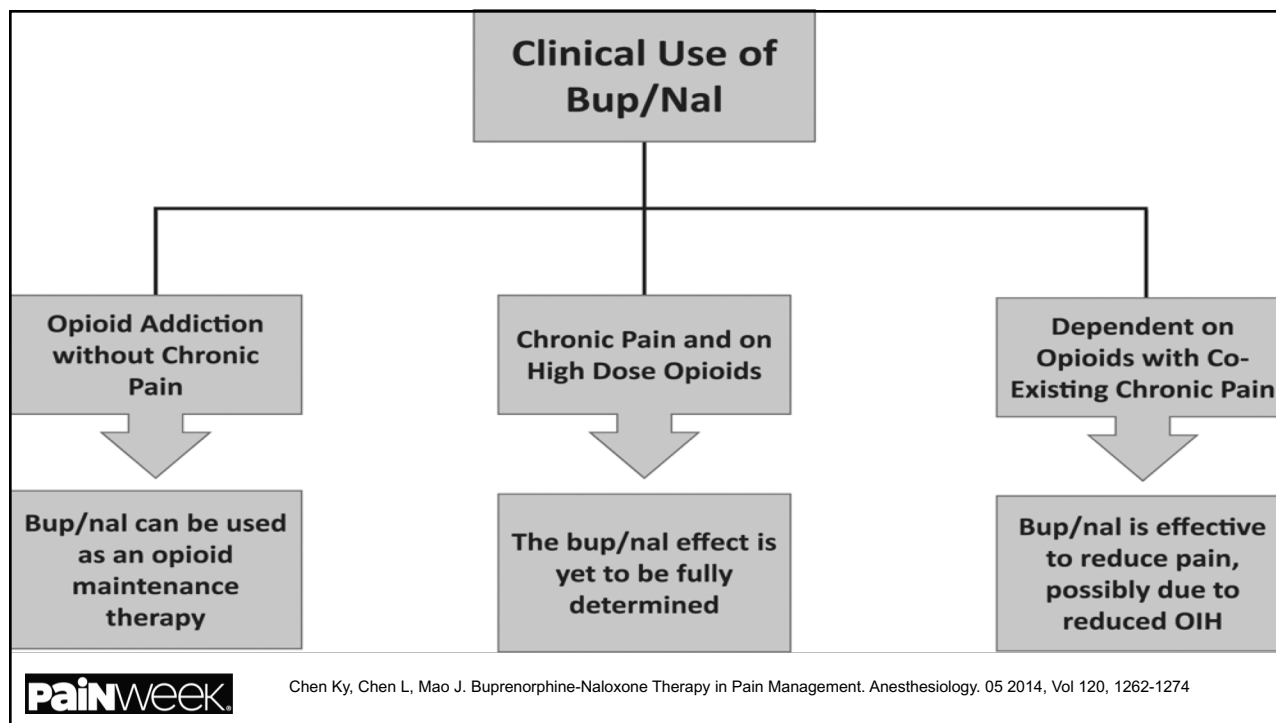 Clinical Use of
Bup/Nal
Opioid Addiction
without Chronic
Pain
Chronic Pain and on
High Dose Opioids
Dependent on
Opioids with Co-
Existing Chronic Pain
Bup/nal can be used
as an opioid
maintenance
therapy
The bup/nal effect is
yet to be fully
determined
Bup/nal is effective
to reduce pain,
possibly due to
reduced OIH
PAINWEEK.
Chen Ky, Chen L, Mao J. Buprenorphine-Naloxone Therapy in Pain Management. Anesthesiology. 05 2014, Vol 120, 1262-1274